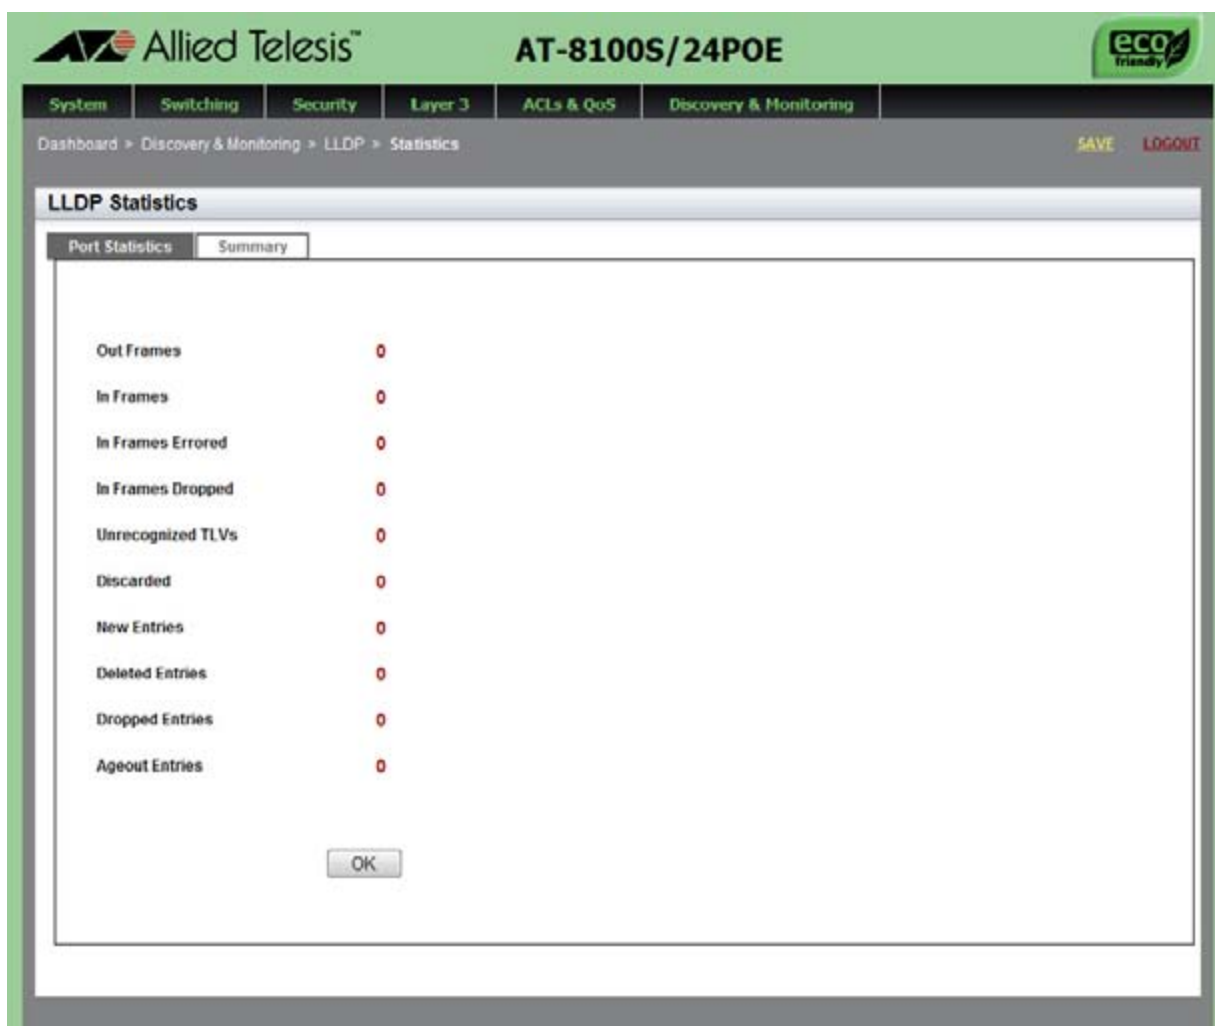 Allied Telesis™ AT-8100S/24POE eco friendly
System Switching Security Layer 3 ACLs & QoS Discovery & Monitoring
Dashboard > Discovery & Monitoring > LLDP > Statistics SAVE LOGOUT
LLDP Statistics
Port Statistics Summary
Out Frames 0
In Frames 0
In Frames Errored 0
In Frames Dropped 0
Unrecognized TLVs 0
Discarded 0
New Entries 0
Deleted Entries 0
Dropped Entries 0
Ageout Entries 0
OK